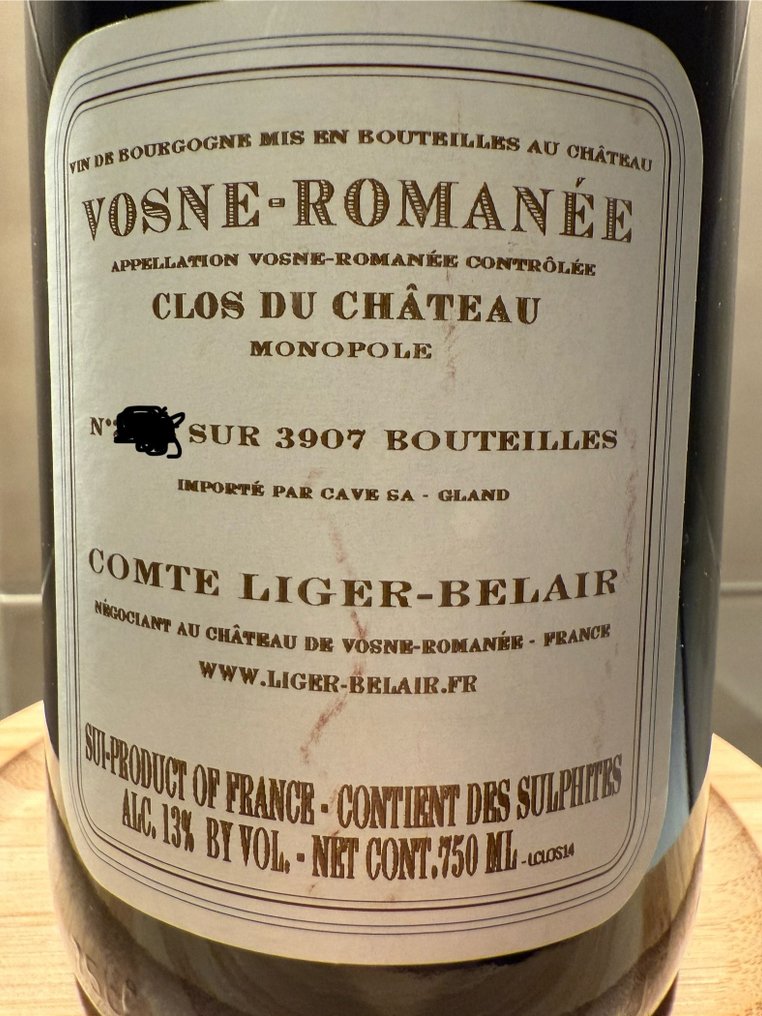 VIN DE BOURGOGNE MIS EN BOUTEILLES AU CHÂTEAU
VOSNE-ROMANÉE
APPELLATION VOSNE-ROMANÉE CONTRÔLÉE
CLOS DU CHÂTEAU
MONOPOLE
N° SUR 3907 BOUTEILLES
IMPORTÉ PAR CAVE SA - GLAND
COMTE LIGER-BELAIR
NÉGOCIANT AU CHÂTEAU DE VOSNE-ROMANÉE - FRANCE
WWW.LIGER-BELAIR.FR
SUI-PRODUCT OF FRANCE - CONTIENT DES SULPHITES
ALC. 13% BY VOL. - NET CONT.750 ML - LCLOS14